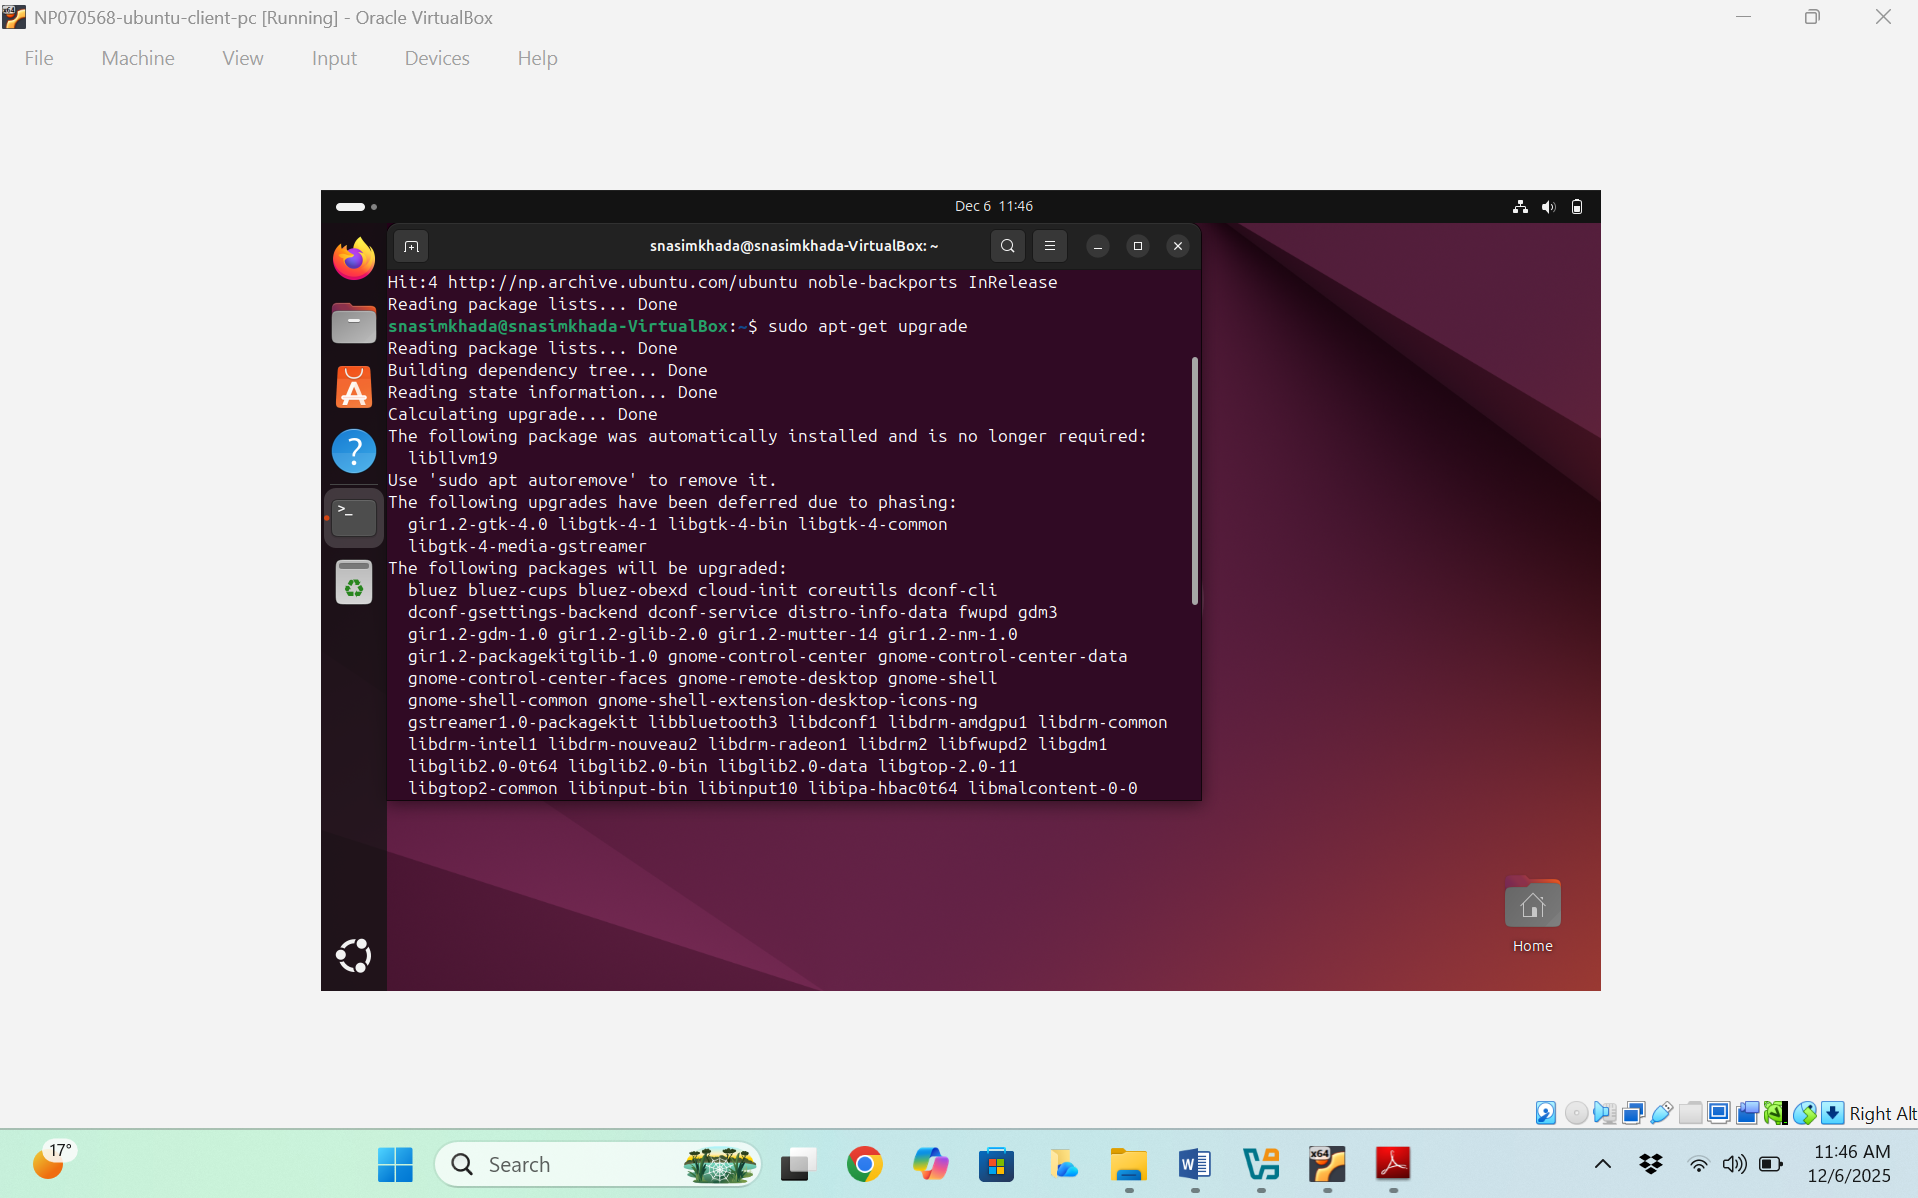 NP070568-ubuntu-client-pc [Running] - Oracle VirtualBox
File Machine View Input Devices Help
Dec 6 11:46
snasimkhada@snasimkhada-VirtualBox: ~
Hit:4 http://np.archive.ubuntu.com/ubuntu noble-backports InRelease
Reading package lists... Done
snasimkhada@snasimkhada-VirtualBox:~$ sudo apt-get upgrade
Reading package lists... Done
Building dependency tree... Done
Reading state information... Done
Calculating upgrade... Done
The following package was automatically installed and is no longer required:
libllvm19
Use 'sudo apt autoremove' to remove it.
The following upgrades have been deferred due to phasing:
gir1.2-gtk-4.0 libgtk-4-1 libgtk-4-bin libgtk-4-common
libgtk-4-media-gstreamer
The following packages will be upgraded:
bluez bluez-cups bluez-obexd cloud-init coreutils dconf-cli
dconf-gsettings-backend dconf-service distro-info-data fwupd gdm3
gir1.2-gdm-1.0 gir1.2-glib-2.0 gir1.2-mutter-14 gir1.2-nm-1.0
gir1.2-packagekitglib-1.0 gnome-control-center gnome-control-center-data
gnome-control-center-faces gnome-remote-desktop gnome-shell
gnome-shell-common gnome-shell-extension-desktop-icons-ng
gstreamer1.0-packagekit libbluetooth3 libdconf1 libdrm-amdgpu1 libdrm-common
libdrm-intel1 libdrm-nouveau2 libdrm-radeon1 libdrm2 libfwupd2 libgdm1
libglib2.0-0t64 libglib2.0-bin libglib2.0-data libgtop-2.0-11
libgtop2-common libinput-bin libinput10 libipa-hbac0t64 libmalcontent-0-0
Home
Right Alt
17°
Search
x64
11:46 AM
12/6/2025